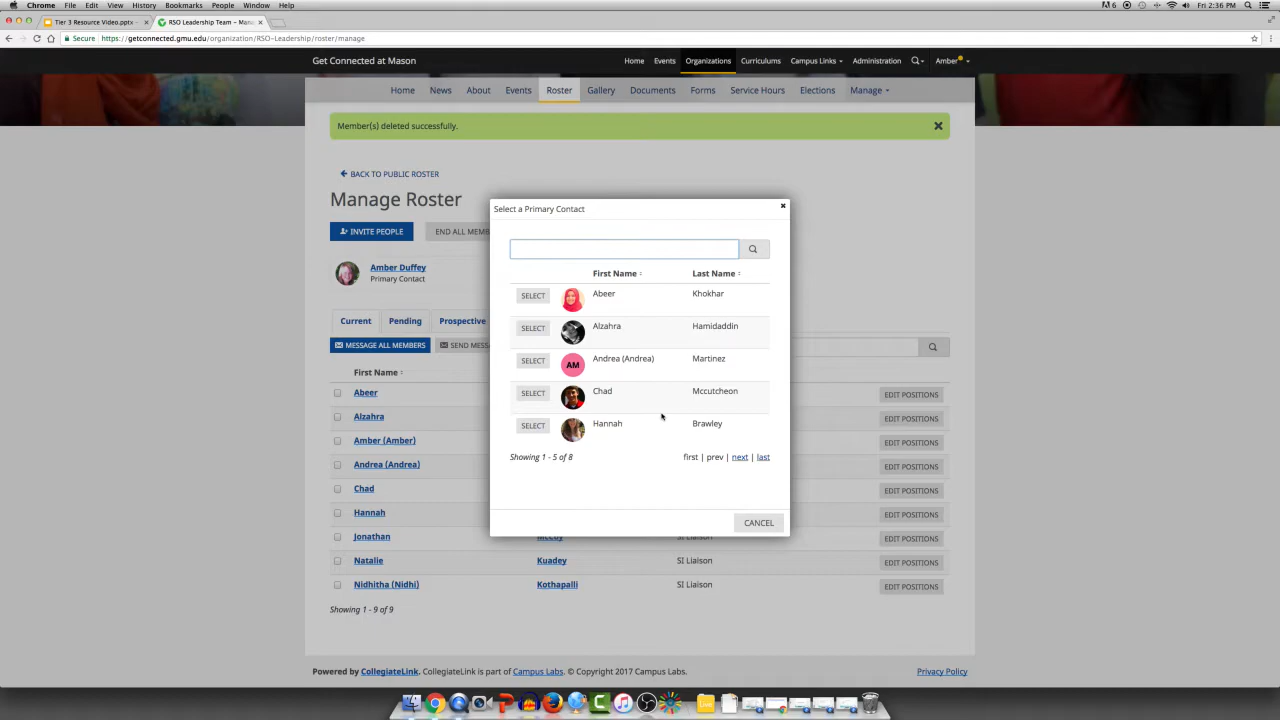 Chrome File Edit View History Bookmarks People Window Help
6 Fri 2:36 PM
Tier 3 Resource Video.pptx - × RSO Leadership Team – Mana ×
Secure https://getconnected.gmu.edu/organization/RSO-Leadership/roster/manage
Get Connected at Mason Home Events Organizations Curriculums Campus Links Administration Amber
Home News About Events Roster Gallery Documents Forms Service Hours Elections Manage
Member(s) deleted successfully.
BACK TO PUBLIC ROSTER
Manage Roster
INVITE PEOPLE END ALL MEMB
Amber Duffey
Primary Contact
Current Pending Prospective
MESSAGE ALL MEMBERS SEND MESS
First Name
Abeer EDIT POSITIONS
Alzahra EDIT POSITIONS
Amber (Amber) EDIT POSITIONS
Andrea (Andrea) EDIT POSITIONS
Chad EDIT POSITIONS
Hannah EDIT POSITIONS
Jonathan McCoy SI Liaison EDIT POSITIONS
Natalie Kuadey SI Liaison EDIT POSITIONS
Nidhitha (Nidhi) Kothapalli SI Liaison EDIT POSITIONS
Showing 1 - 9 of 9
Select a Primary Contact
First Name Last Name
SELECT Abeer Khokhar
SELECT Alzahra Hamidaddin
SELECT AM Andrea (Andrea) Martinez
SELECT Chad Mccutcheon
SELECT Hannah Brawley
Showing 1 - 5 of 8 first | prev | next | last
CANCEL
Powered by CollegiateLink. CollegiateLink is part of Campus Labs. © Copyright 2017 Campus Labs. Privacy Policy